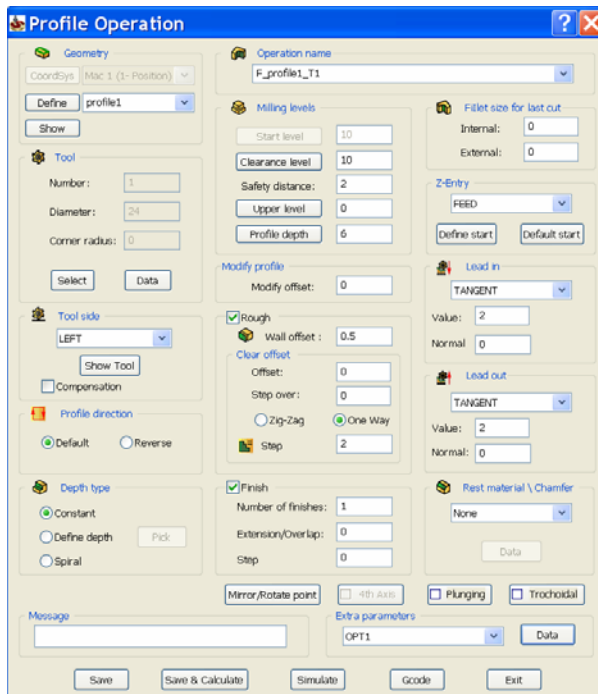 Profile Operation
Geometry
CoordSys Mac 1 (1- Position)
Define profile1
Show
Tool
Number: 1
Diameter: 24
Corner radius: 0
Select Data
Tool side
LEFT
Show Tool
Compensation
Profile direction
Default Reverse
Depth type
Constant
Define depth Pick
Spiral
Operation name
F_profile1_T1
Milling levels
Start level 10
Clearance level 10
Safety distance: 2
Upper level 0
Profile depth 6
Modify profile
Modify offset: 0
Rough
Wall offset : 0.5
Clear offset
Offset: 0
Step over: 0
Zig-Zag One Way
Step 2
Finish
Number of finishes: 1
Extension/Overlap: 0
Step 0
Fillet size for last cut
Internal: 0
External: 0
Z-Entry
FEED
Define start Default start
Lead in
TANGENT
Value: 2
Normal 0
Lead out
TANGENT
Value: 2
Normal: 0
Rest material \ Chamfer
None
Data
Mirror/Rotate point 4th Axis Plunging Trochoidal
Message
Extra parameters
OPT1 Data
Save Save & Calculate Simulate Gcode Exit